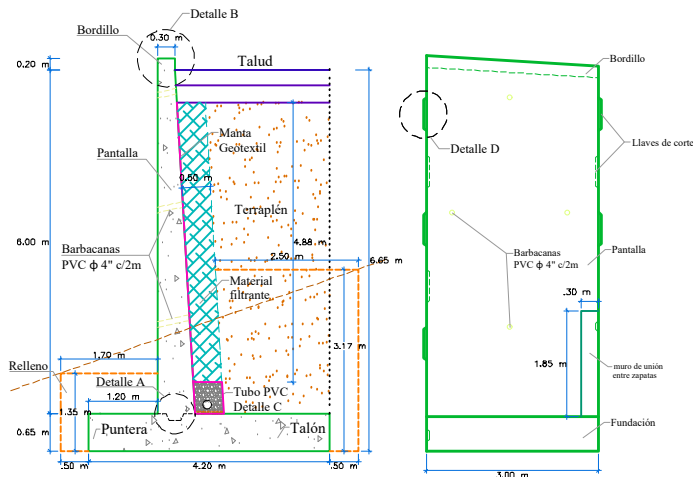 Detalle B
Bordillo
0.30 m
0.20 m
Talud
Manta
Geotextil
Pantalla
0.50 m
Terraplén
4.88 m
2.50 m
6.65 m
6.00 m
Barbacanas
PVC ϕ 4" c/2m
Material
filtrante
3.17 m
Relleno
1.70 m
Detalle A
1.20 m
1.35 m
Tubo PVC
Detalle C
0.65 m
Puntera
Talón
.50 m
4.20 m
.50 m
Bordillo
Llaves de corte
Detalle D
Barbacanas
PVC ϕ 4" c/2m
Pantalla
.30 m
1.85 m
muro de unión
entre zapatas
Fundación
3.00 m